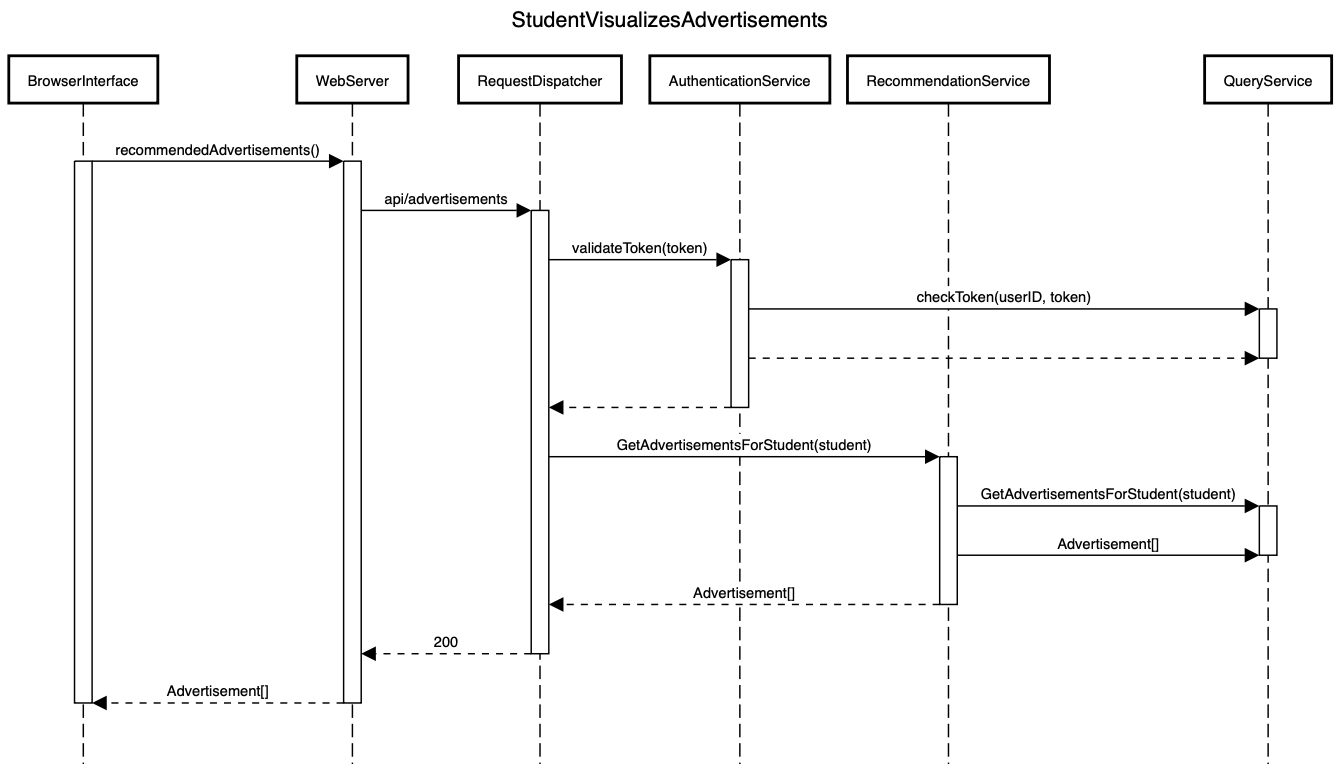 StudentVisualizesAdvertisements
BrowserInterface
WebServer
RequestDispatcher
AuthenticationService
RecommendationService
QueryService
recommendedAdvertisements()
api/advertisements
validateToken(token)
checkToken(userID, token)
GetAdvertisementsForStudent(student)
GetAdvertisementsForStudent(student)
Advertisement[]
Advertisement[]
200
Advertisement[]